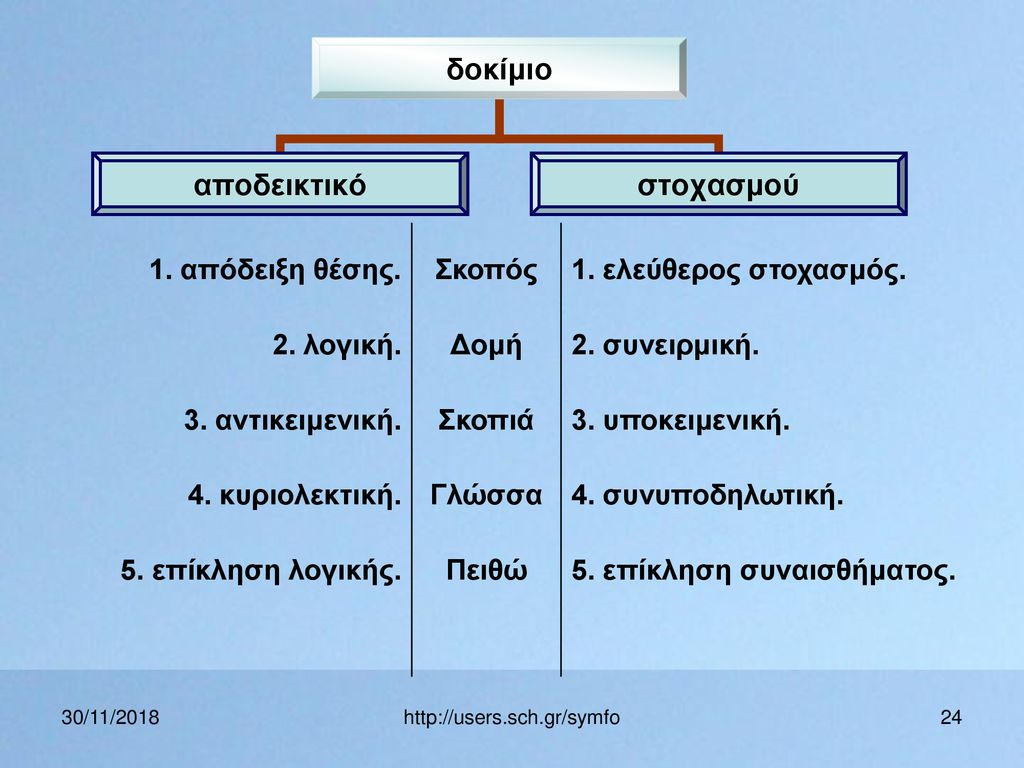 δοκίμιο
αποδεικτικό
στοχασμού
1. απόδειξη θέσης. Σκοπός 1. ελεύθερος στοχασμός.
2. λογική. Δομή 2. συνειρμική.
3. αντικειμενική. Σκοπιά 3. υποκειμενική.
4. κυριολεκτική. Γλώσσα 4. συνυποδηλωτική.
5. επίκληση λογικής. Πειθώ 5. επίκληση συναισθήματος.
30/11/2018 http://users.sch.gr/symfo 24